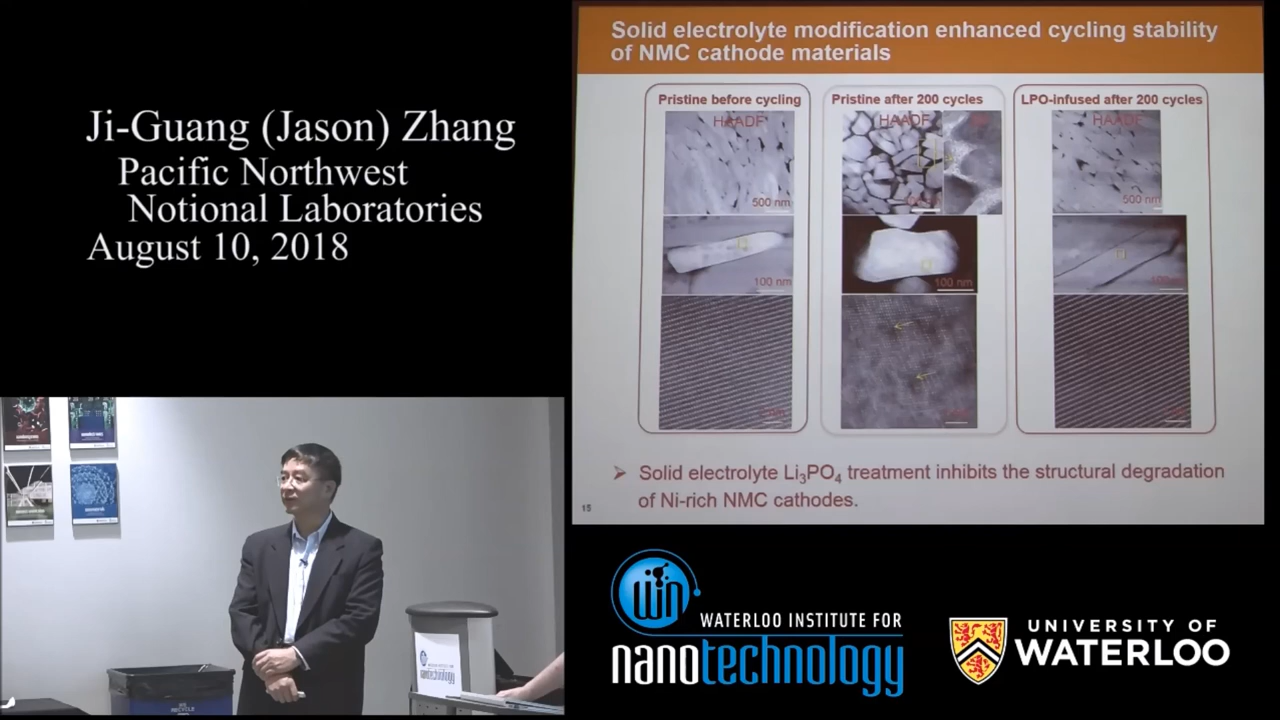 Ji-Guang (Jason) Zhang
Pacific Northwest
Notional Laboratories
August 10, 2018
Solid electrolyte modification enhanced cycling stability
of NMC cathode materials
Pristine before cycling
HAADF
500 nm
100 nm
Pristine after 200 cycles
HAADF
100 nm
LPO-infused after 200 cycles
HAADF
500 nm
➢ Solid electrolyte Li₃PO₄ treatment inhibits the structural degradation
of Ni-rich NMC cathodes.
15
WIN
WATERLOO INSTITUTE FOR
nanotechnology
UNIVERSITY OF
WATERLOO